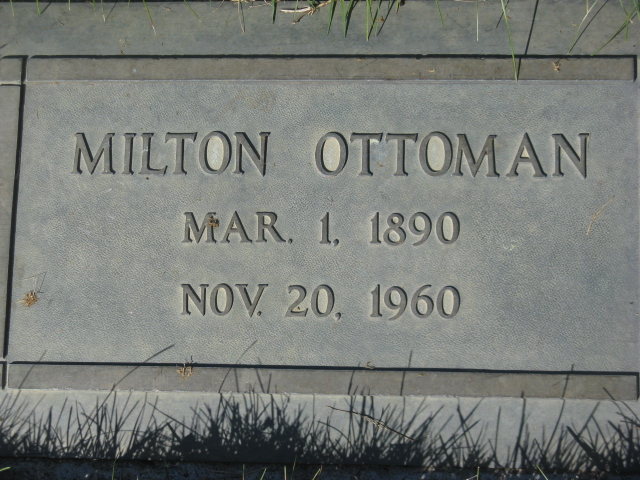 MILTON OTTOMAN
MAR. 1, 1890
NOV. 20, 1960